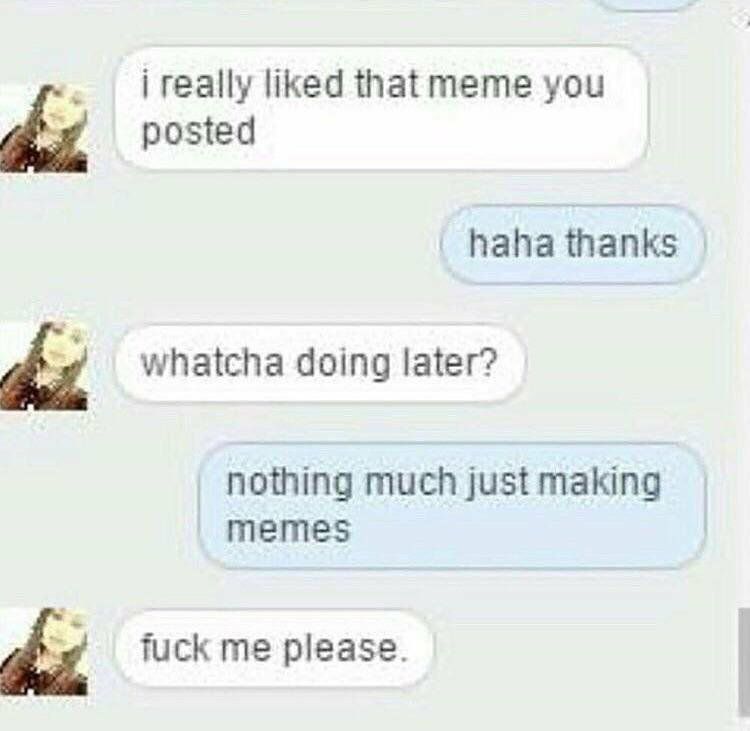 i really liked that meme you
posted
haha thanks
whatcha doing later?
nothing much just making
memes
fuck me please.